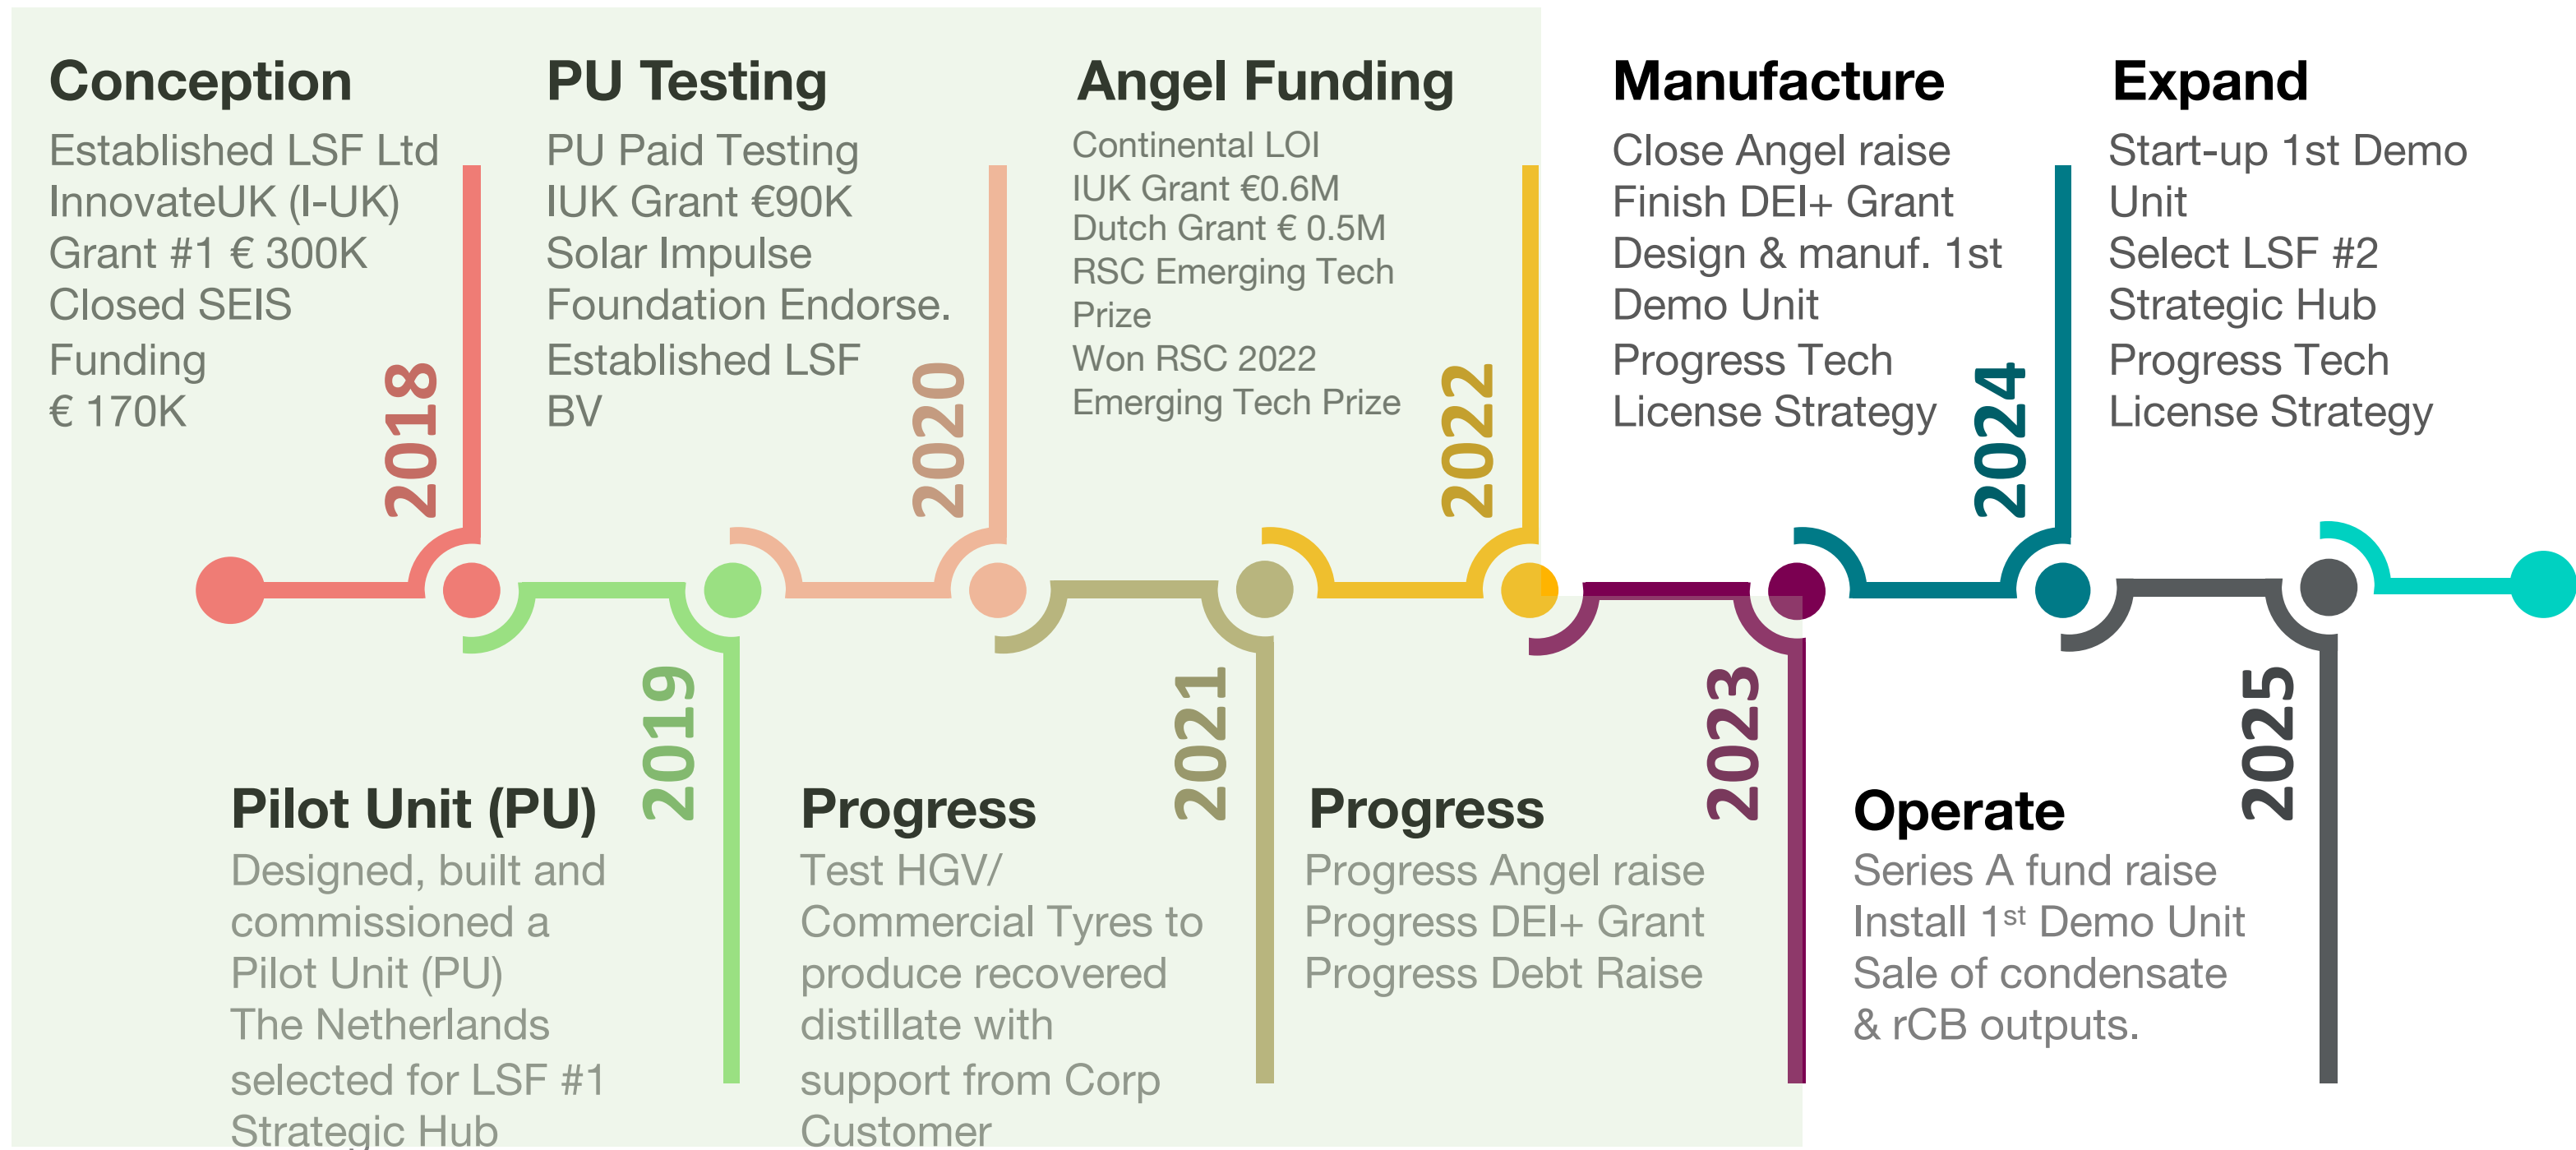 Conception
Established LSF Ltd
InnovateUK (I-UK)
Grant #1 € 300K
Closed SEIS
Funding
€ 170K
2018
PU Testing
PU Paid Testing
IUK Grant €90K
Solar Impulse
Foundation Endorse.
Established LSF
BV
2020
Angel Funding
Continental LOI
IUK Grant €0.6M
Dutch Grant € 0.5M
RSC Emerging Tech
Prize
Won RSC 2022
Emerging Tech Prize
2022
Manufacture
Close Angel raise
Finish DEI+ Grant
Design & manuf. 1st
Demo Unit
Progress Tech
License Strategy
2024
Expand
Start-up 1st Demo
Unit
Select LSF #2
Strategic Hub
Progress Tech
License Strategy
Pilot Unit (PU)
Designed, built and
commissioned a
Pilot Unit (PU)
The Netherlands
selected for LSF #1
Strategic Hub
2019
Progress
Test HGV/
Commercial Tyres to
produce recovered
distillate with
support from Corp
Customer
2021
Progress
Progress Angel raise
Progress DEI+ Grant
Progress Debt Raise
2023
Operate
Series A fund raise
Install 1st Demo Unit
Sale of condensate
& rCB outputs.
2025